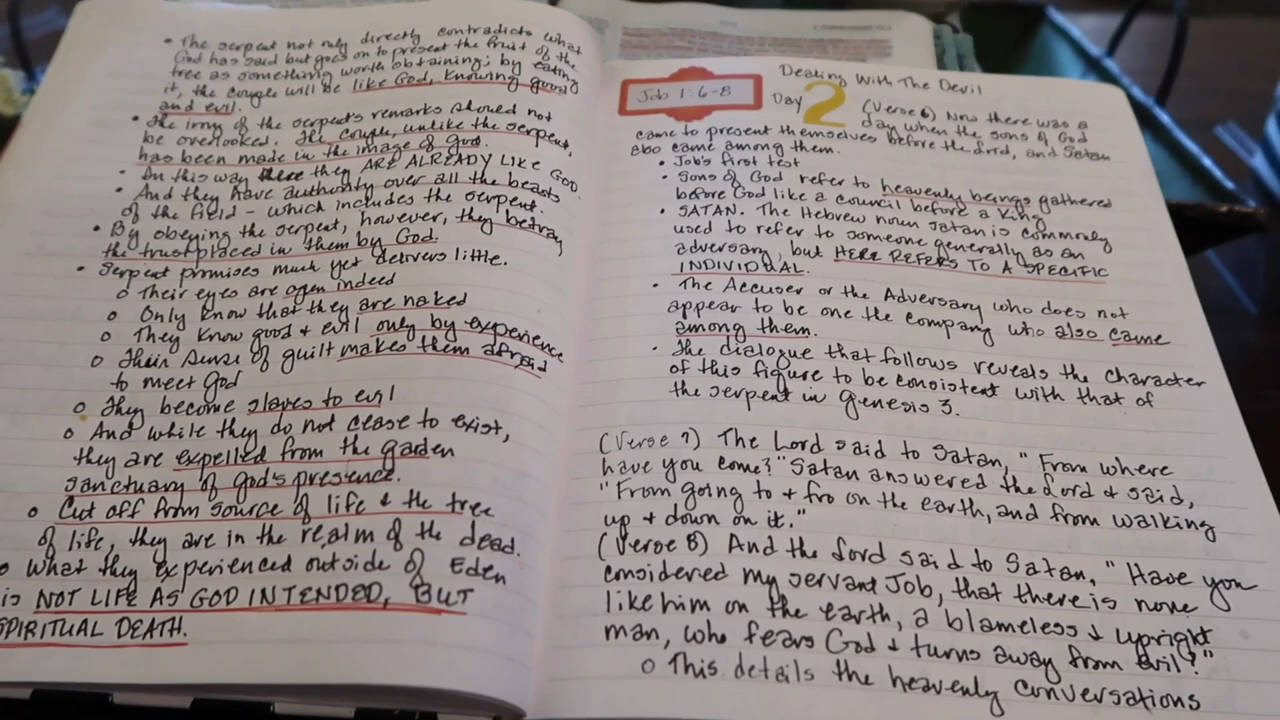 • The serpent not only directly contradicts what
God has said but goes on to present the fruit of the
tree as something worth obtaining; by eating
it, the couple will be like God, knowing good
and evil.
• The irony of the serpent's remarks should not
be overlooked. The couple, unlike the serpent,
has been made in the image of God.
• In this way they ARE ALREADY LIKE GOD.
• And they have authority over all the beasts
of the field - which includes the serpent.
• By obeying the serpent, however, they betray
the trust placed in them by God.
• Serpent promises much yet delivers little.
o Their eyes are open indeed
o Only know that they are naked
o They know good + evil only by experience
o Their sense of guilt makes them afraid
to meet God
o They become slaves to evil
o And while they do not cease to exist,
they are expelled from the garden
sanctuary of God's presence.
o Cut off from source of life & the tree
of life, they are in the realm of the dead.
o What they experienced outside of Eden
is NOT LIFE AS GOD INTENDED, BUT
SPIRITUAL DEATH.
Dealing With The Devil
Job 1:6-8
Day 2
(Verse 6) Now there was a
day when the sons of God
came to present themselves before the Lord, and Satan
also came among them.
• Job's first test
• Sons of God refer to heavenly beings gathered
before God like a council before a King
• SATAN. The Hebrew noun satan is commonly
used to refer to someone generally as an
adversary, but HERE REFERS TO A SPECIFIC
INDIVIDUAL.
• The Accuser or the Adversary who does not
appear to be one the company who also came
among them.
• The dialogue that follows reveals the character
of this figure to be consistent with that of
the serpent in Genesis 3.
(Verse 7) The Lord said to Satan, "From where
have you come?" Satan answered the Lord & said,
"From going to + fro on the earth, and from walking
up + down on it."
(Verse 8) And the Lord said to Satan, "Have you
considered my servant Job, that there is none
like him on the earth, a blameless & upright
man, who fears God & turns away from evil?"
o This details the heavenly conversations